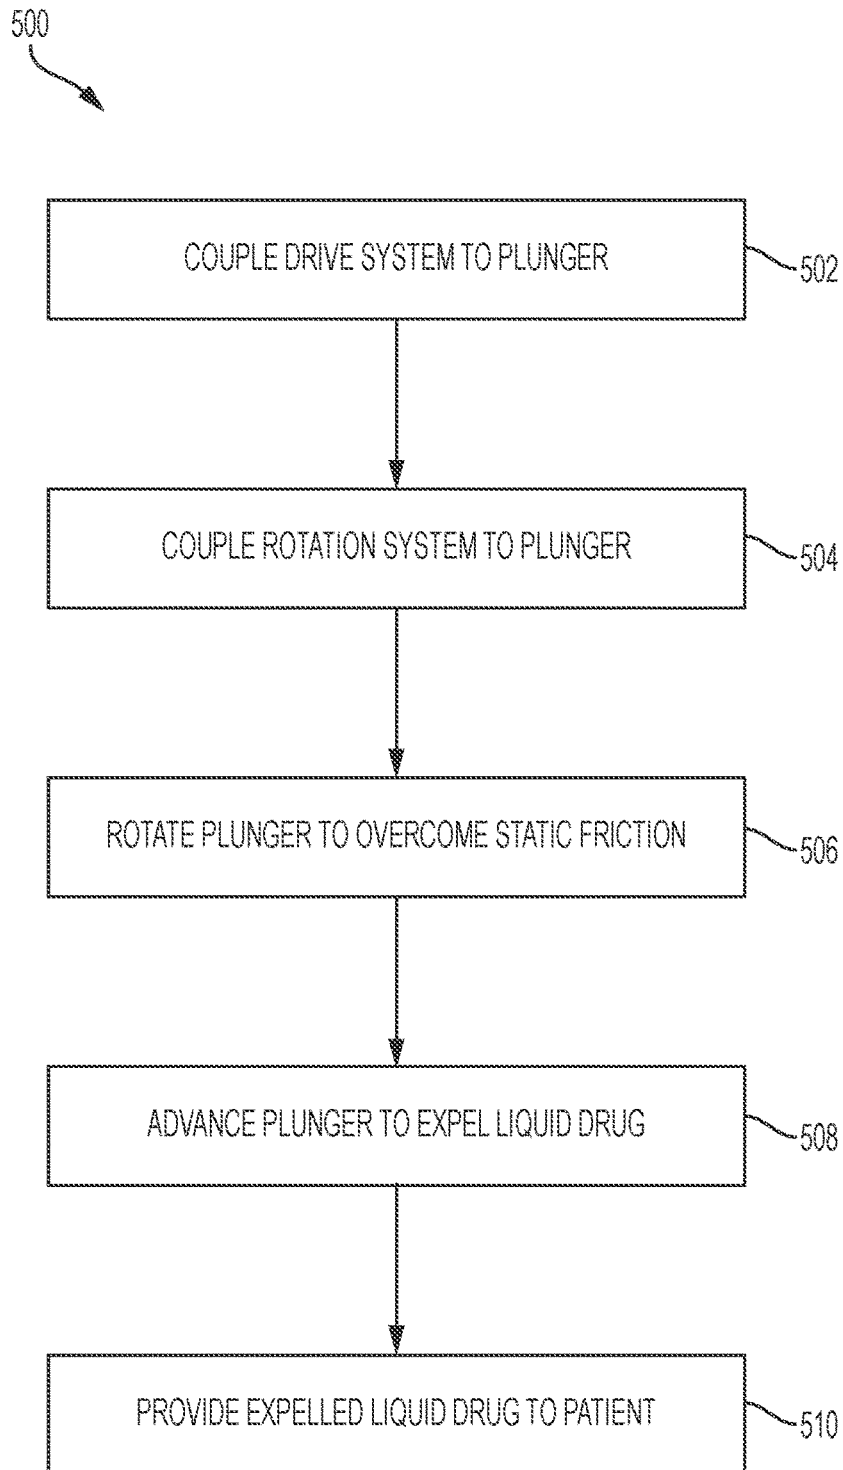 500
COUPLE DRIVE SYSTEM TO PLUNGER
502
COUPLE ROTATION SYSTEM TO PLUNGER
504
ROTATE PLUNGER TO OVERCOME STATIC FRICTION
506
ADVANCE PLUNGER TO EXPEL LIQUID DRUG
508
PROVIDE EXPELLED LIQUID DRUG TO PATIENT
510